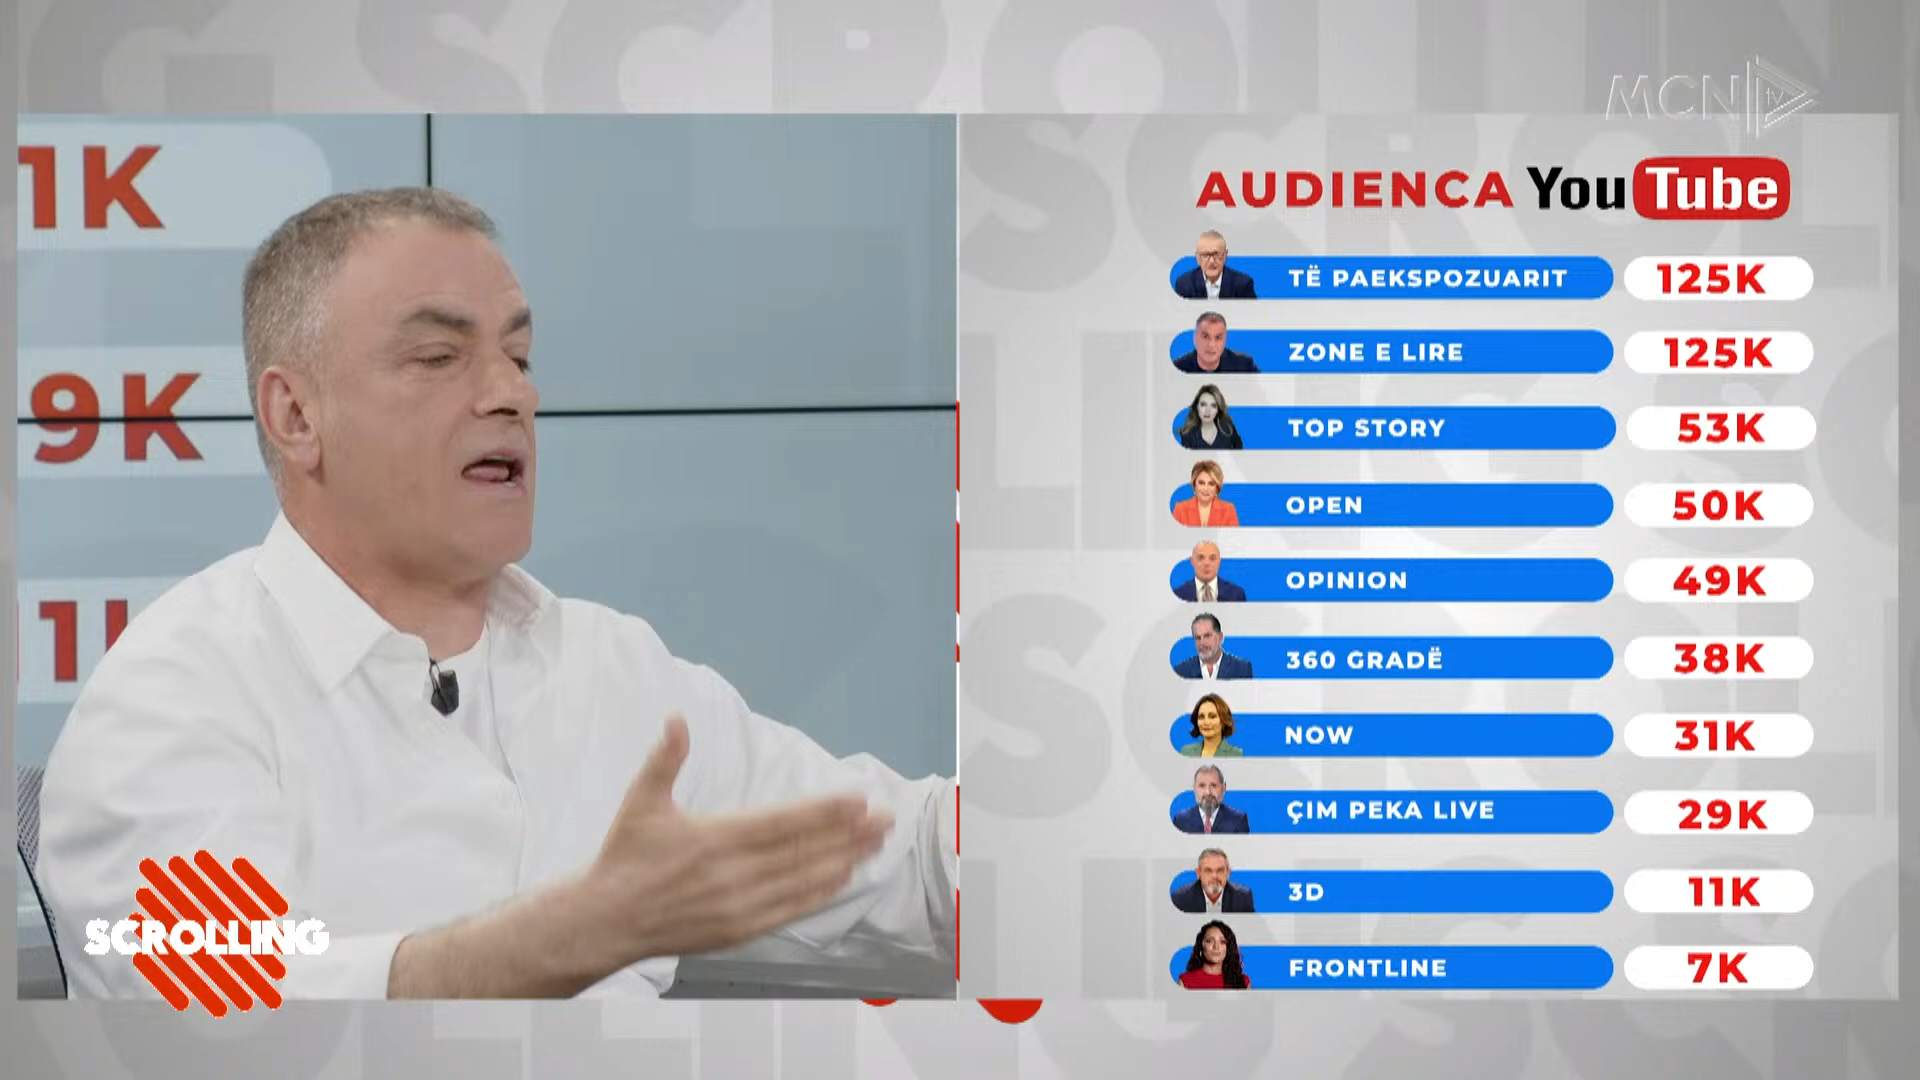 MCN TV
1K
9K
AUDIENCA YouTube
TË PAEKSPOZUARIT 125K
ZONE E LIRE 125K
TOP STORY 53K
OPEN 50K
OPINION 49K
360 GRADË 38K
NOW 31K
ÇIM PEKA LIVE 29K
3D 11K
FRONTLINE 7K
SCROLLING